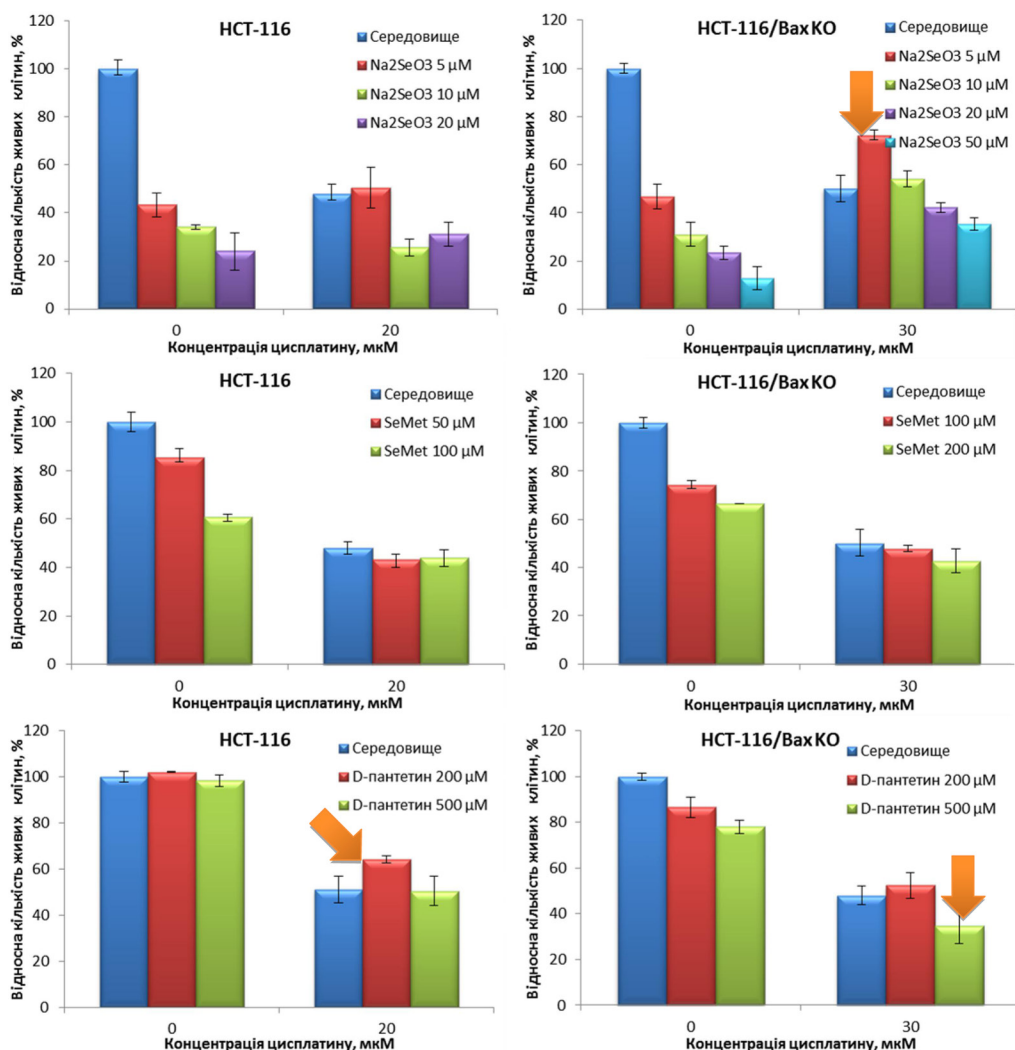 HCT-116
Відносна кількість живих клітин, %
120
100
80
60
40
20
0
Середовище
Na2SeO3 5 μM
Na2SeO3 10 μM
Na2SeO3 20 μM
0
20
Концентрація цисплатину, мкМ
HCT-116/Bax KO
Відносна кількість живих клітин, %
120
100
80
60
40
20
0
Середовище
Na2SeO3 5 μM
Na2SeO3 10 μM
Na2SeO3 20 μM
Na2SeO3 50 μM
0
30
Концентрація цисплатину, мкМ
HCT-116
Відносна кількість живих клітин, %
120
100
80
60
40
20
0
Середовище
SeMet 50 μM
SeMet 100 μM
0
20
Концентрація цисплатину, мкМ
HCT-116/Bax KO
Відносна кількість живих клітин, %
120
100
80
60
40
20
0
Середовище
SeMet 100 μM
SeMet 200 μM
0
30
Концентрація цисплатину, мкМ
HCT-116
Відносна кількість живих клітин, %
120
100
80
60
40
20
0
Середовище
D-пантетин 200 μM
D-пантетин 500 μM
0
20
Концентрація цисплатину, мкМ
HCT-116/Bax KO
Відносна кількість живих клітин, %
120
100
80
60
40
20
0
Середовище
D-пантетин 200 μM
D-пантетин 500 μM
0
30
Концентрація цисплатину, мкМ